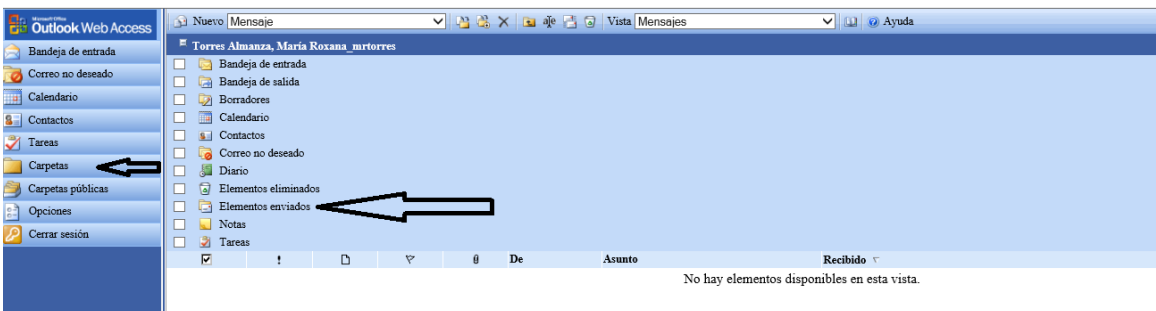 Microsoft Office
Outlook Web Access
Nuevo Mensaje Vista Mensajes Ayuda
Bandeja de entrada
Correo no deseado
Calendario
Contactos
Tareas
Carpetas
Carpetas públicas
Opciones
Cerrar sesión
Torres Almanza, María Roxana_mrtorres
Bandeja de entrada
Bandeja de salida
Borradores
Calendario
Contactos
Correo no deseado
Diario
Elementos eliminados
Elementos enviados
Notas
Tareas
De Asunto Recibido
No hay elementos disponibles en esta vista.